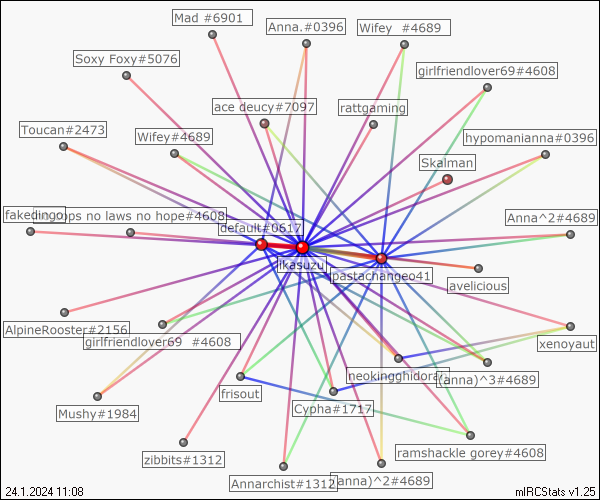 Mad #6901
Anna.#0396
Wifey #4689
Soxy Foxy#5076
girlfriendlover69#4608
ace deucy#7097
rattgaming
Toucan#2473
Wifey#4689
hypomanianna#0396
Skalman
fakedin
oops no laws no hope#4608
Anna^2#4689
default#0617
ikasuzu
pastachangeo41
avelicious
AlpineRooster#2156
girlfriendlover69 #4608
xenoyaut
neokingghidorah
(anna)^3#4689
frisout
Cypha#1717
Mushy#1984
ramshackle gorey#4608
zibbits#1312
Annarchist#1312
(anna)^2#4689
24.1.2024 11:08
mIRCStats v1.25